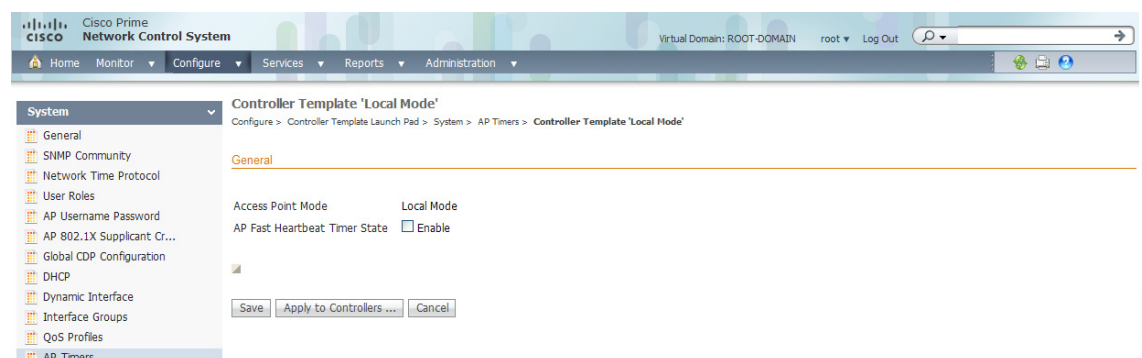 Cisco Prime
CISCO Network Control System
Virtual Domain: ROOT-DOMAIN root Log Out
Home Monitor Configure Services Reports Administration
System
General
SNMP Community
Network Time Protocol
User Roles
AP Username Password
AP 802.1X Supplicant Cr...
Global CDP Configuration
DHCP
Dynamic Interface
Interface Groups
QoS Profiles
AP Timers
Controller Template 'Local Mode'
Configure > Controller Template Launch Pad > System > AP Timers > Controller Template 'Local Mode'
General
Access Point Mode Local Mode
AP Fast Heartbeat Timer State Enable
Save Apply to Controllers ... Cancel